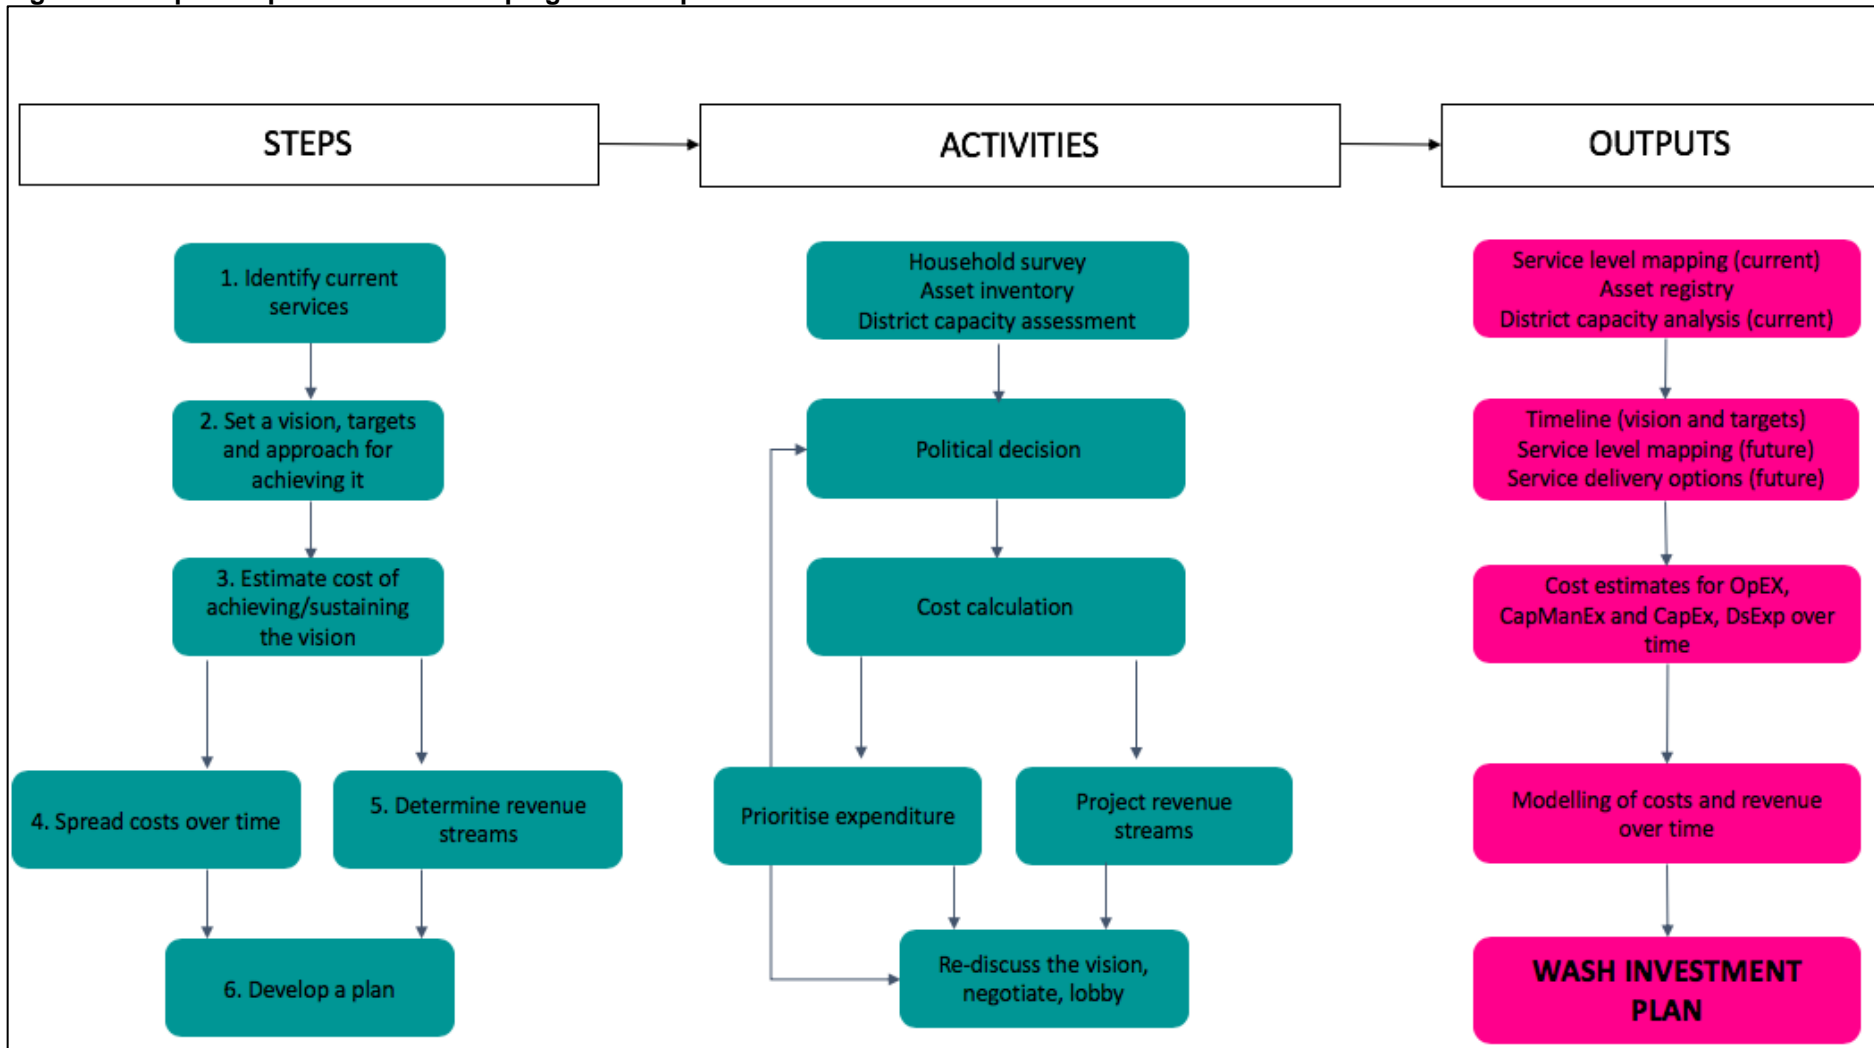 STEPS
ACTIVITIES
OUTPUTS
1. Identify current
services
2. Set a vision, targets
and approach for
achieving it
3. Estimate cost of
achieving/sustaining
the vision
4. Spread costs over time
5. Determine revenue
streams
6. Develop a plan
Household survey
Asset inventory
District capacity assessment
Political decision
Cost calculation
Prioritise expenditure
Project revenue
streams
Re-discuss the vision,
negotiate, lobby
Service level mapping (current)
Asset registry
District capacity analysis (current)
Timeline (vision and targets)
Service level mapping (future)
Service delivery options (future)
Cost estimates for OpEX,
CapManEx and CapEx, DsExp over
time
Modelling of costs and revenue
over time
WASH INVESTMENT
PLAN